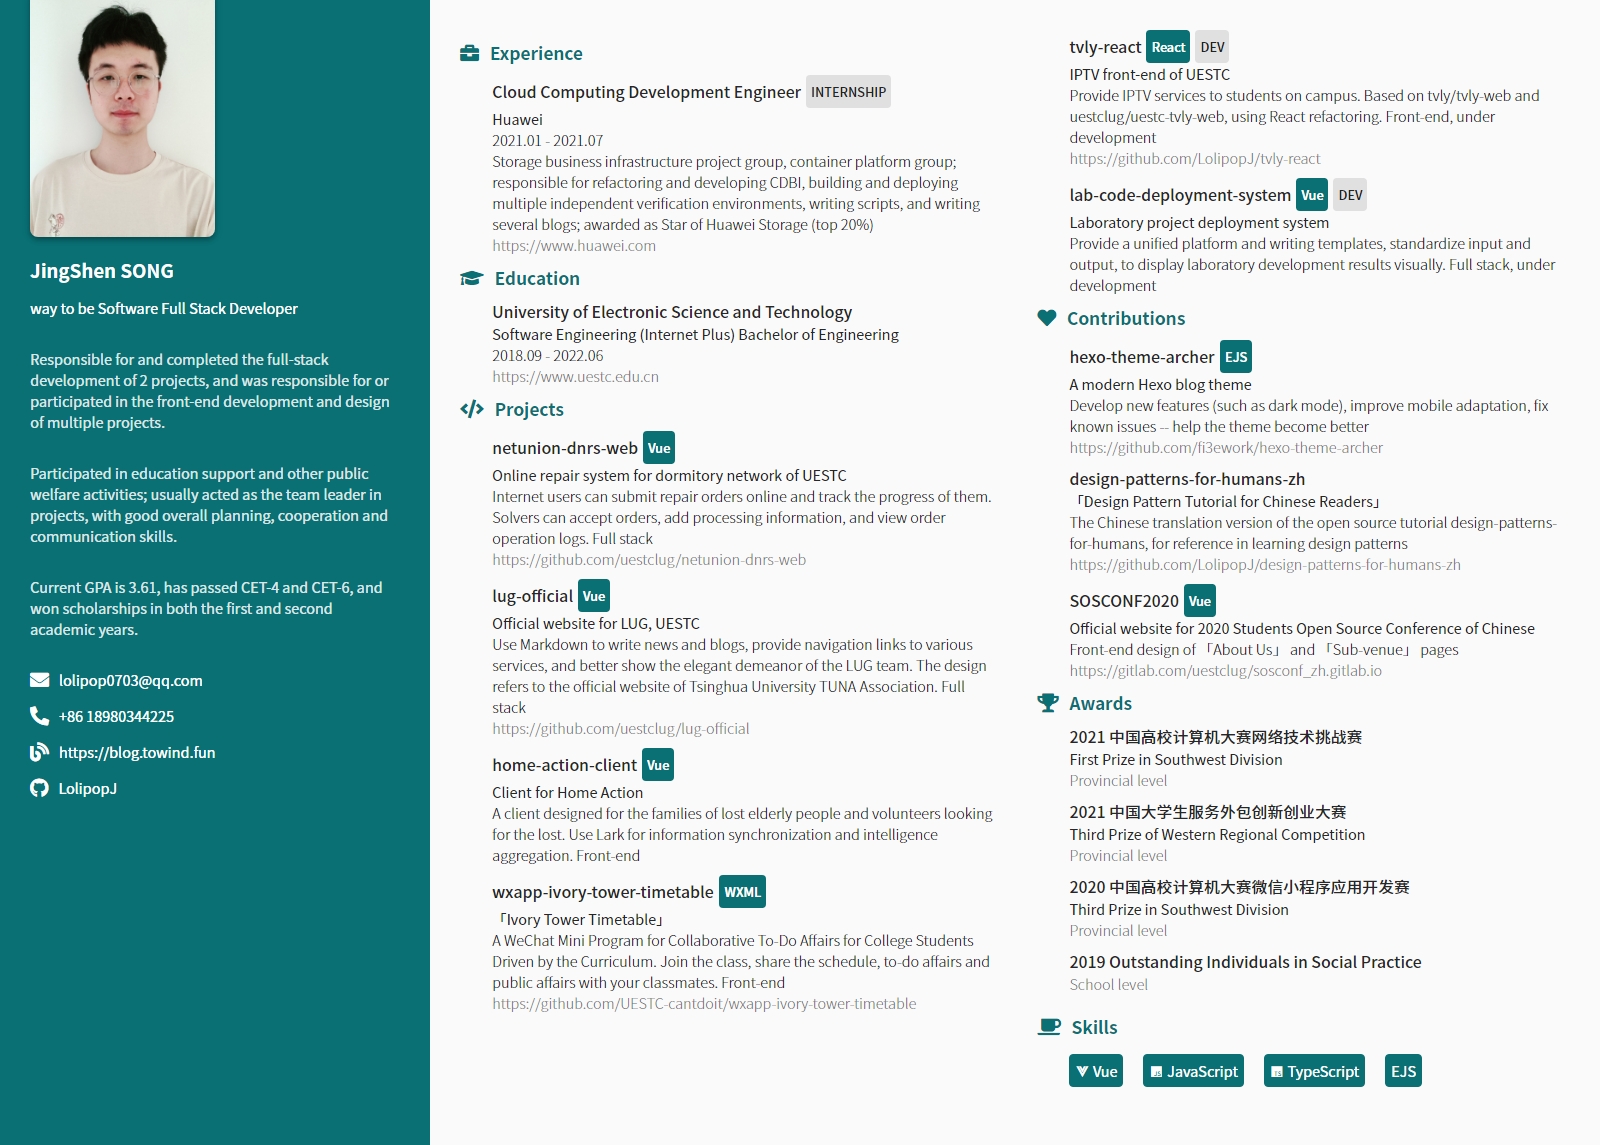 JingShen SONG
way to be Software Full Stack Developer
Responsible for and completed the full-stack
development of 2 projects, and was responsible for or
participated in the front-end development and design
of multiple projects.
Participated in education support and other public
welfare activities; usually acted as the team leader in
projects, with good overall planning, cooperation and
communication skills.
Current GPA is 3.61, has passed CET-4 and CET-6, and
won scholarships in both the first and second
academic years.
lolipop0703@qq.com
+86 18980344225
https://blog.towind.fun
LolipopJ
Experience
Cloud Computing Development Engineer INTERNSHIP
Huawei
2021.01 - 2021.07
Storage business infrastructure project group, container platform group;
responsible for refactoring and developing CDBI, building and deploying
multiple independent verification environments, writing scripts, and writing
several blogs; awarded as Star of Huawei Storage (top 20%)
https://www.huawei.com
Education
University of Electronic Science and Technology
Software Engineering (Internet Plus) Bachelor of Engineering
2018.09 - 2022.06
https://www.uestc.edu.cn
Projects
netunion-dnrs-web Vue
Online repair system for dormitory network of UESTC
Internet users can submit repair orders online and track the progress of them.
Solvers can accept orders, add processing information, and view order
operation logs. Full stack
https://github.com/uestclug/netunion-dnrs-web
lug-official Vue
Official website for LUG, UESTC
Use Markdown to write news and blogs, provide navigation links to various
services, and better show the elegant demeanor of the LUG team. The design
refers to the official website of Tsinghua University TUNA Association. Full
stack
https://github.com/uestclug/lug-official
home-action-client Vue
Client for Home Action
A client designed for the families of lost elderly people and volunteers looking
for the lost. Use Lark for information synchronization and intelligence
aggregation. Front-end
wxapp-ivory-tower-timetable WXML
「Ivory Tower Timetable」
A WeChat Mini Program for Collaborative To-Do Affairs for College Students
Driven by the Curriculum. Join the class, share the schedule, to-do affairs and
public affairs with your classmates. Front-end
https://github.com/UESTC-cantdoit/wxapp-ivory-tower-timetable
tvly-react React DEV
IPTV front-end of UESTC
Provide IPTV services to students on campus. Based on tvly/tvly-web and
uestclug/uestc-tvly-web, using React refactoring. Front-end, under
development
https://github.com/LolipopJ/tvly-react
lab-code-deployment-system Vue DEV
Laboratory project deployment system
Provide a unified platform and writing templates, standardize input and
output, to display laboratory development results visually. Full stack, under
development
Contributions
hexo-theme-archer EJS
A modern Hexo blog theme
Develop new features (such as dark mode), improve mobile adaptation, fix
known issues -- help the theme become better
https://github.com/fi3ework/hexo-theme-archer
design-patterns-for-humans-zh
「Design Pattern Tutorial for Chinese Readers」
The Chinese translation version of the open source tutorial design-patterns-
for-humans, for reference in learning design patterns
https://github.com/LolipopJ/design-patterns-for-humans-zh
SOSCONF2020 Vue
Official website for 2020 Students Open Source Conference of Chinese
Front-end design of 「About Us」 and 「Sub-venue」 pages
https://gitlab.com/uestclug/sosconf_zh.gitlab.io
Awards
2021 中国高校计算机大赛网络技术挑战赛
First Prize in Southwest Division
Provincial level
2021 中国大学生服务外包创新创业大赛
Third Prize of Western Regional Competition
Provincial level
2020 中国高校计算机大赛微信小程序应用开发赛
Third Prize in Southwest Division
Provincial level
2019 Outstanding Individuals in Social Practice
School level
Skills
Vue JS JavaScript TS TypeScript EJS